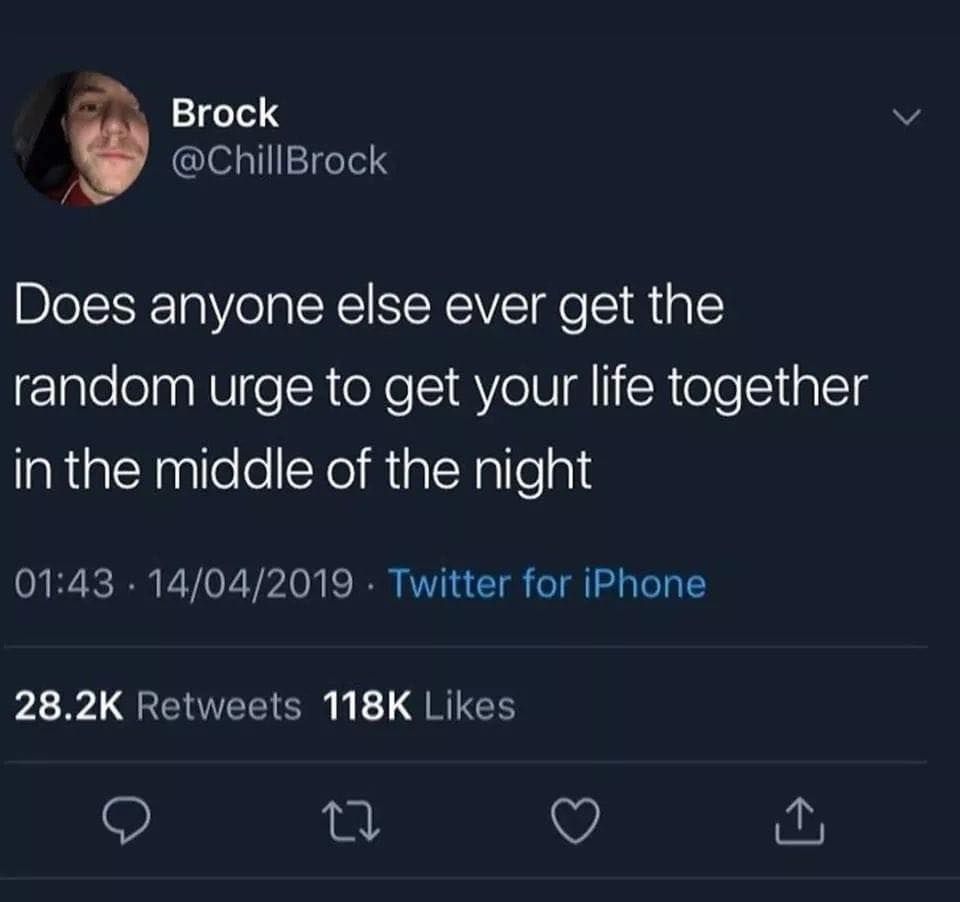 Brock
@ChillBrock
Does anyone else ever get the
random urge to get your life together
in the middle of the night
01:43 · 14/04/2019 · Twitter for iPhone
28.2K Retweets 118K Likes